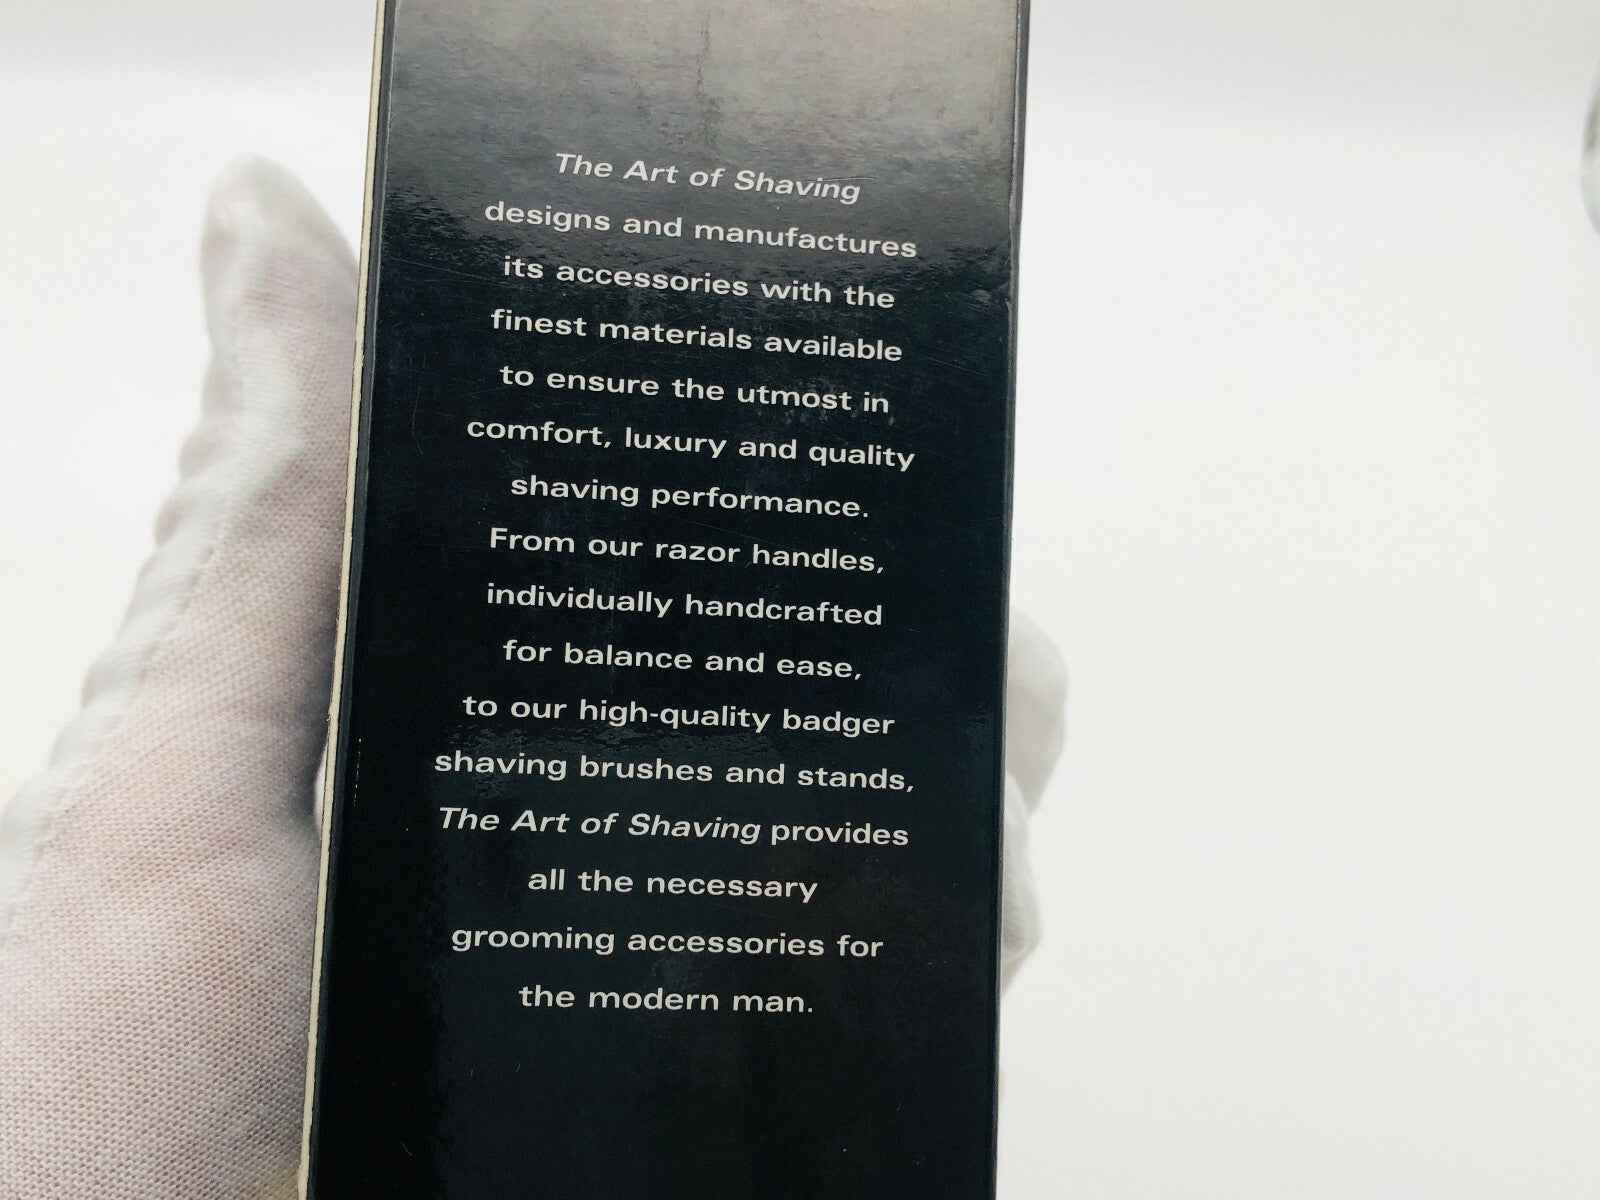 The Art of Shaving
designs and manufactures
its accessories with the
finest materials available
to ensure the utmost in
comfort, luxury and quality
shaving performance.
From our razor handles,
individually handcrafted
for balance and ease,
to our high-quality badger
shaving brushes and stands,
The Art of Shaving provides
all the necessary
grooming accessories for
the modern man.